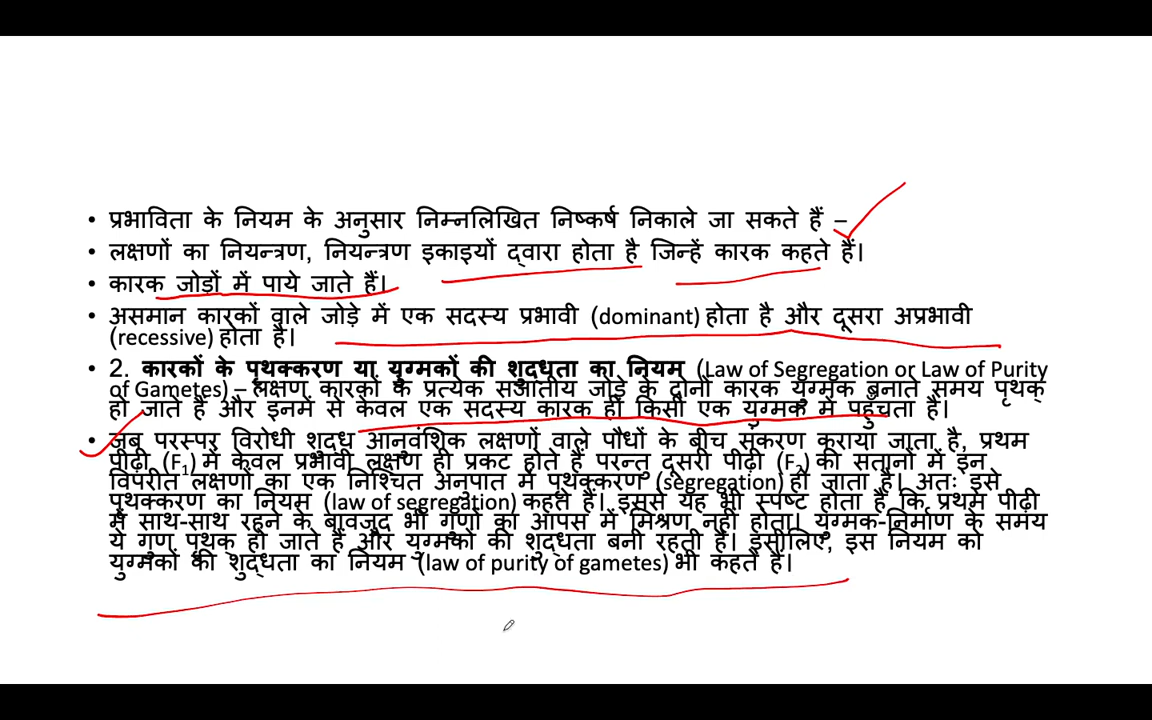 • प्रभाविता के नियम के अनुसार निम्नलिखित निष्कर्ष निकाले जा सकते हैं –
• लक्षणों का नियन्त्रण, नियन्त्रण इकाइयों द्वारा होता है जिन्हें कारक कहते हैं।
• कारक जोड़ों में पाये जाते हैं।
• असमान कारकों वाले जोड़े में एक सदस्य प्रभावी (dominant) होता है और दूसरा अप्रभावी
(recessive) होता है।
• 2. कारकों के पृथक्करण या युग्मकों की शुद्धता का नियम (Law of Segregation or Law of Purity
of Gametes) – लक्षण कारकों के प्रत्येक सजातीय जोड़े के दोनों कारक युग्मक बनाते समय पृथक्
हो जाते हैं और इनमें से केवल एक सदस्य कारक ही किसी एक युग्मक में पहुँचता है।
• जब परस्पर विरोधी शुद्ध आनुवंशिक लक्षणों वाले पौधों के बीच संकरण कराया जाता है, प्रथम
पीढ़ी (F₁) में केवल प्रभावी लक्षण ही प्रकट होते हैं परन्तु दूसरी पीढ़ी (F₂) की संतानों में इन
विपरीत लक्षणों का एक निश्चित अनुपात में पृथक्करण (segregation) हो जाता है। अतः इसे
पृथक्करण का नियम (law of segregation) कहते हैं। इससे यह भी स्पष्ट होता है कि प्रथम पीढ़ी
में साथ-साथ रहने के बावजूद भी गुणों का आपस में मिश्रण नहीं होता। युग्मक-निर्माण के समय
ये गुण पृथक हो जाते हैं और युग्मकों की शुद्धता बनी रहती है। इसीलिए, इस नियम को
युग्मकों की शुद्धता का नियम (law of purity of gametes) भी कहते हैं।